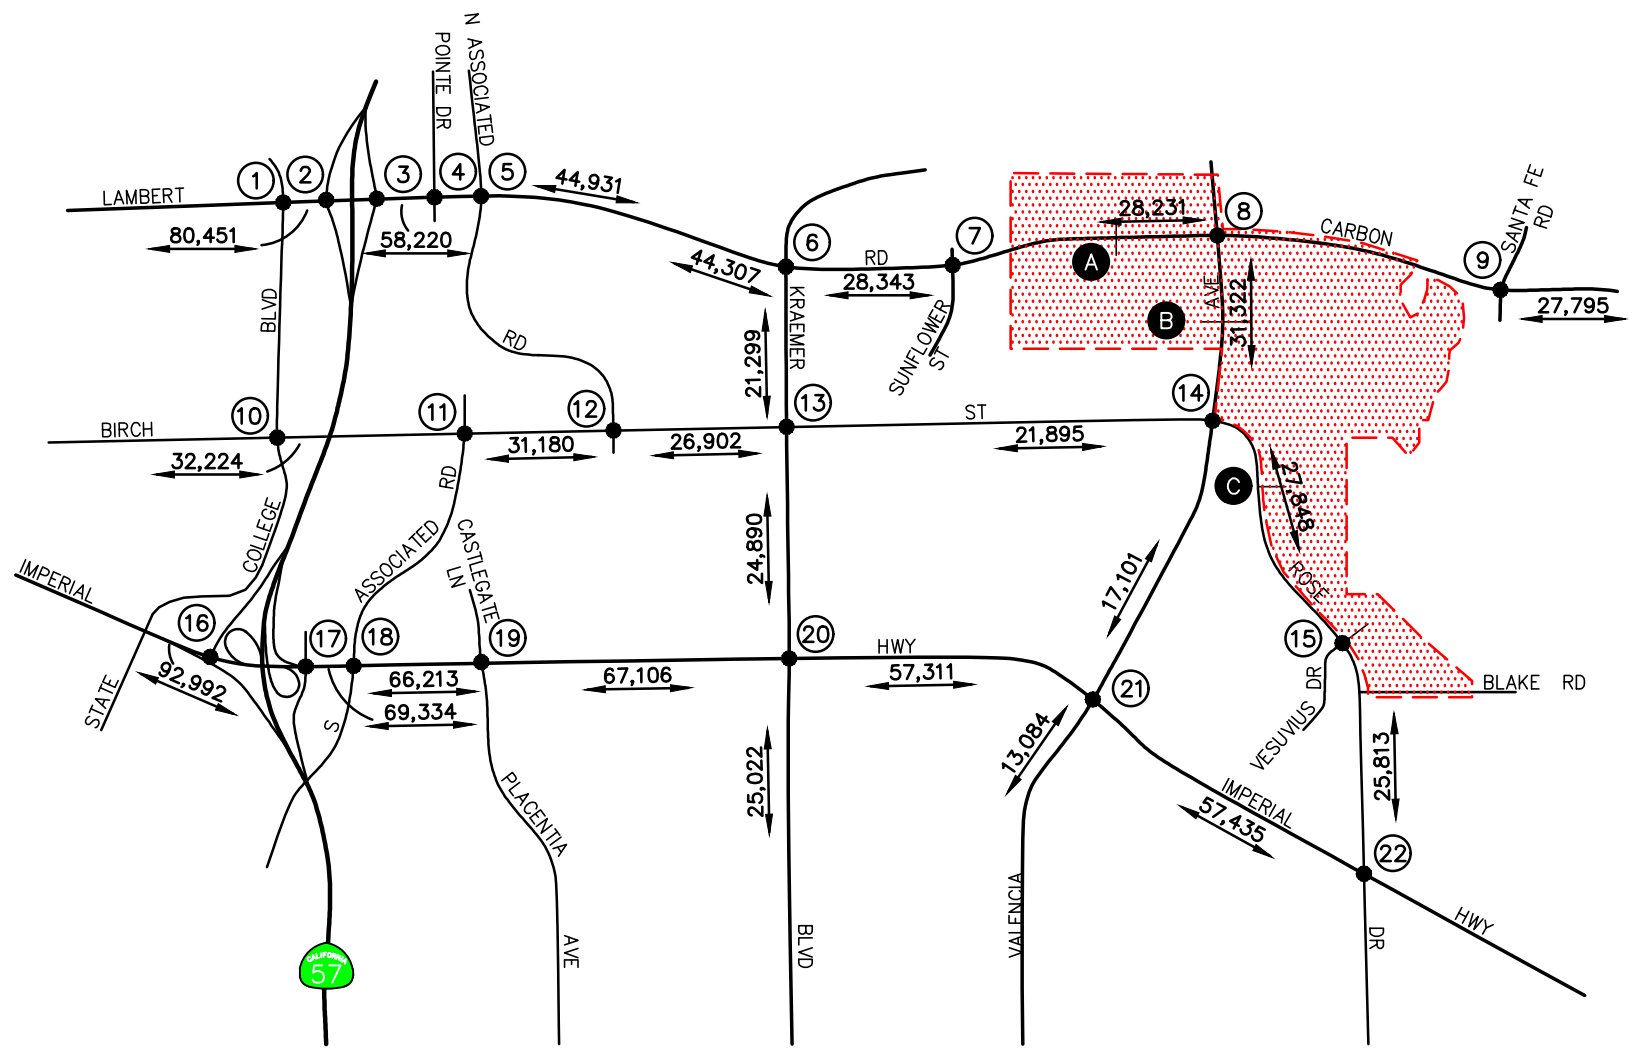 N ASSOCIATED
POINTE DR
1
2
3
4
5
LAMBERT
44,931
80,451
58,220
6
44,307
RD
28,343
7
SUNFLOWER
ST
28,231
8
A
B
AVE
31,322
CARBON
9
SANTA FE
RD
27,795
BLVD
RD
KRAEMER
21,299
BIRCH
10
32,224
11
31,180
12
26,902
13
ST
21,895
14
C
27,848
ROSE
COLLEGE
RD
ASSOCIATED
CASTLEGATE
LN
24,890
17,101
IMPERIAL
16
92,992
STATE
17
18
19
66,213
69,334
S
67,106
20
HWY
57,311
21
15
VESUVIUS DR
BLAKE RD
13,084
25,022
PLACENTIA
AVE
IMPERIAL
57,435
25,813
22
HWY
BLVD
VALENCIA
DR
CALIFORNIA
57